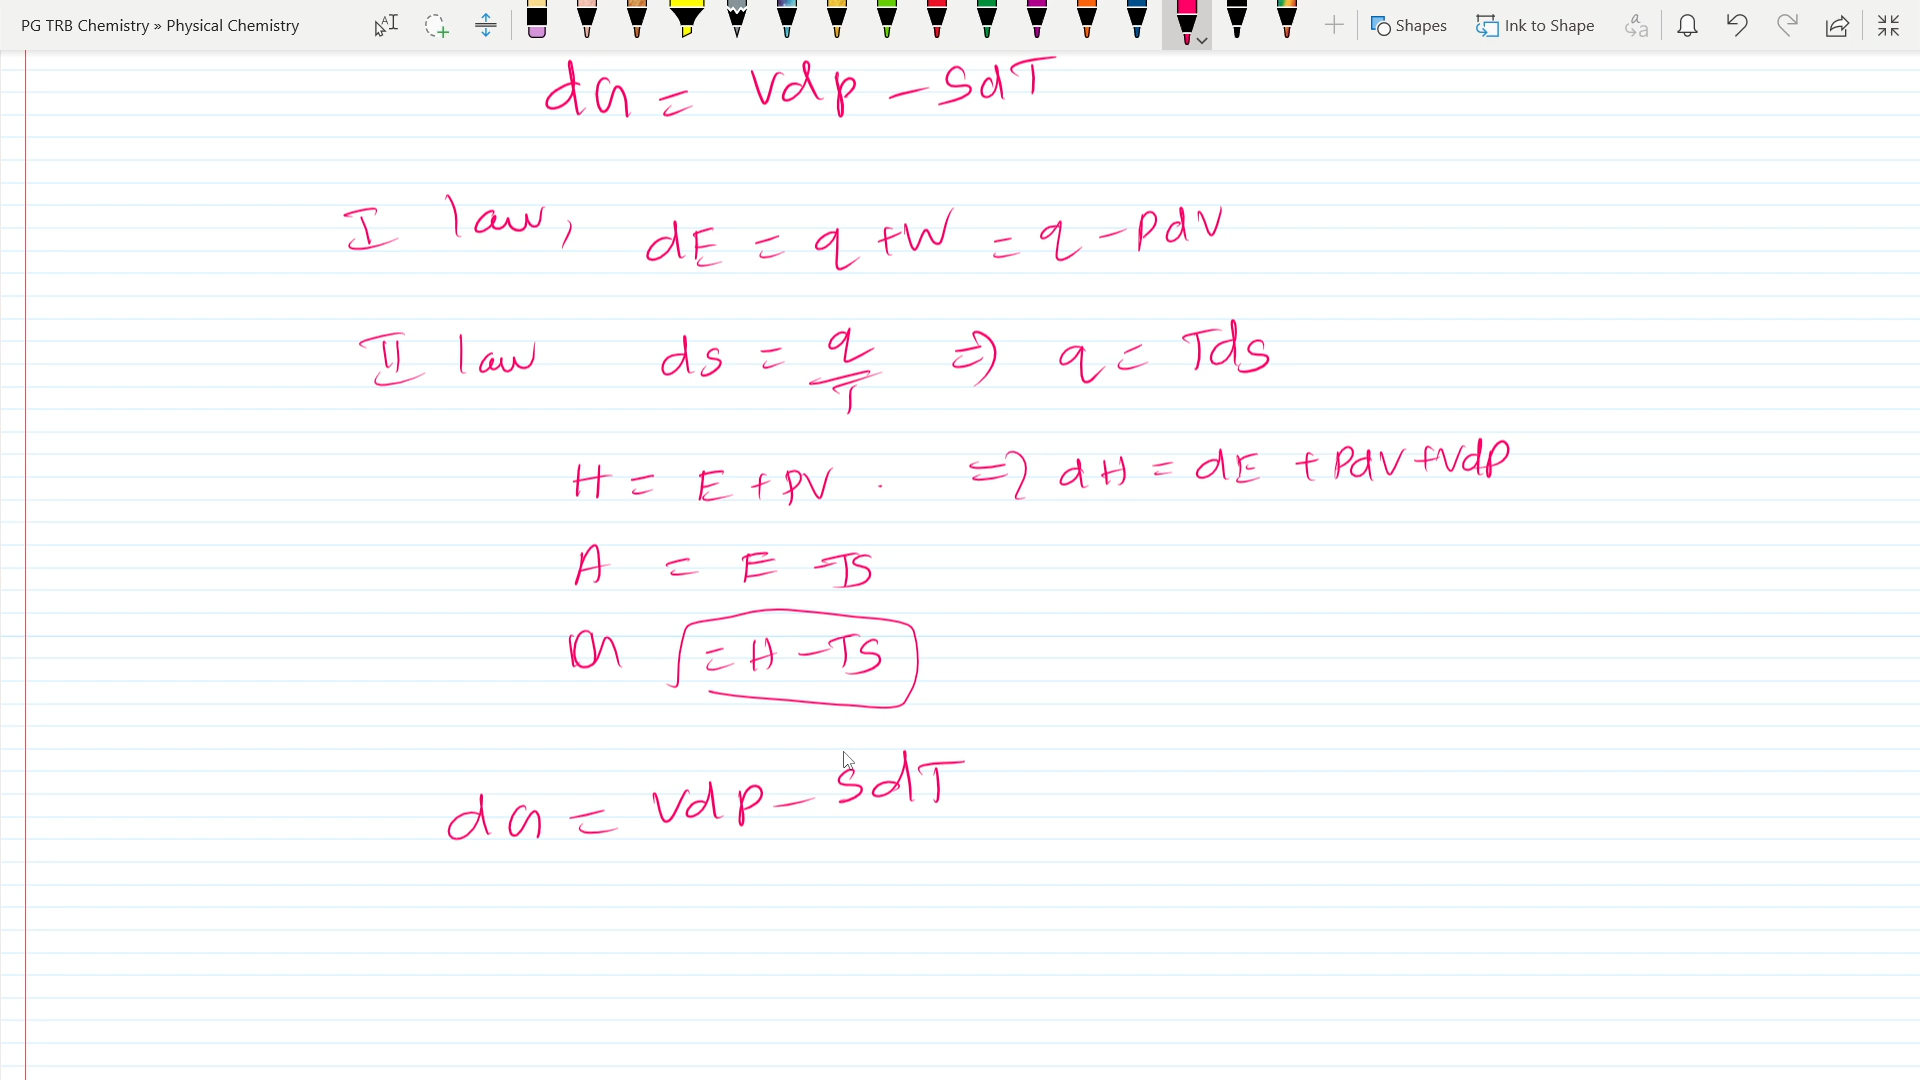 PG TRB Chemistry » Physical Chemistry
Shapes
Ink to Shape
dG = Vdp - SdT
I law, dE = q + W = q - PdV
II law ds = q/T => q = Tds
H = E + PV . => dH = dE + PdV + Vdp
A = E - TS
G = H - TS
dG = Vdp - SdT